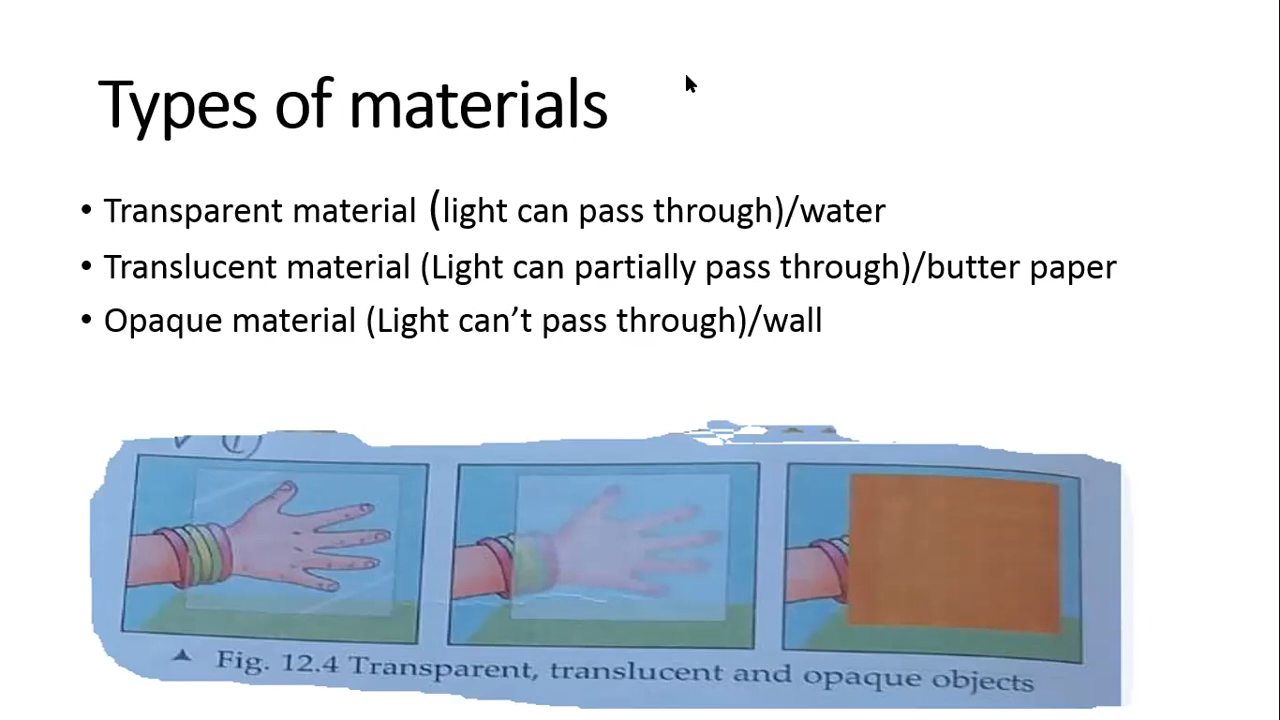 Types of materials
• Transparent material (light can pass through)/water
• Translucent material (Light can partially pass through)/butter paper
• Opaque material (Light can’t pass through)/wall
▲ Fig. 12.4 Transparent, translucent and opaque objects